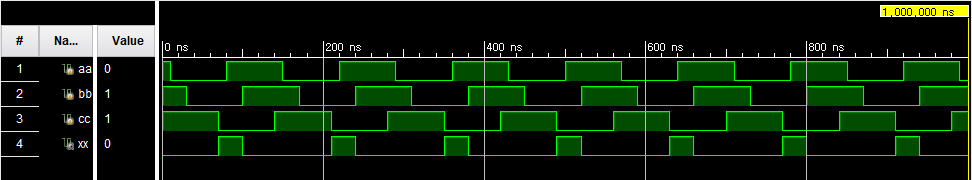 1,000,000 ns
# Na... Value
0 ns 200 ns 400 ns 600 ns 800 ns
1 aa 0
2 bb 1
3 cc 1
4 xx 0